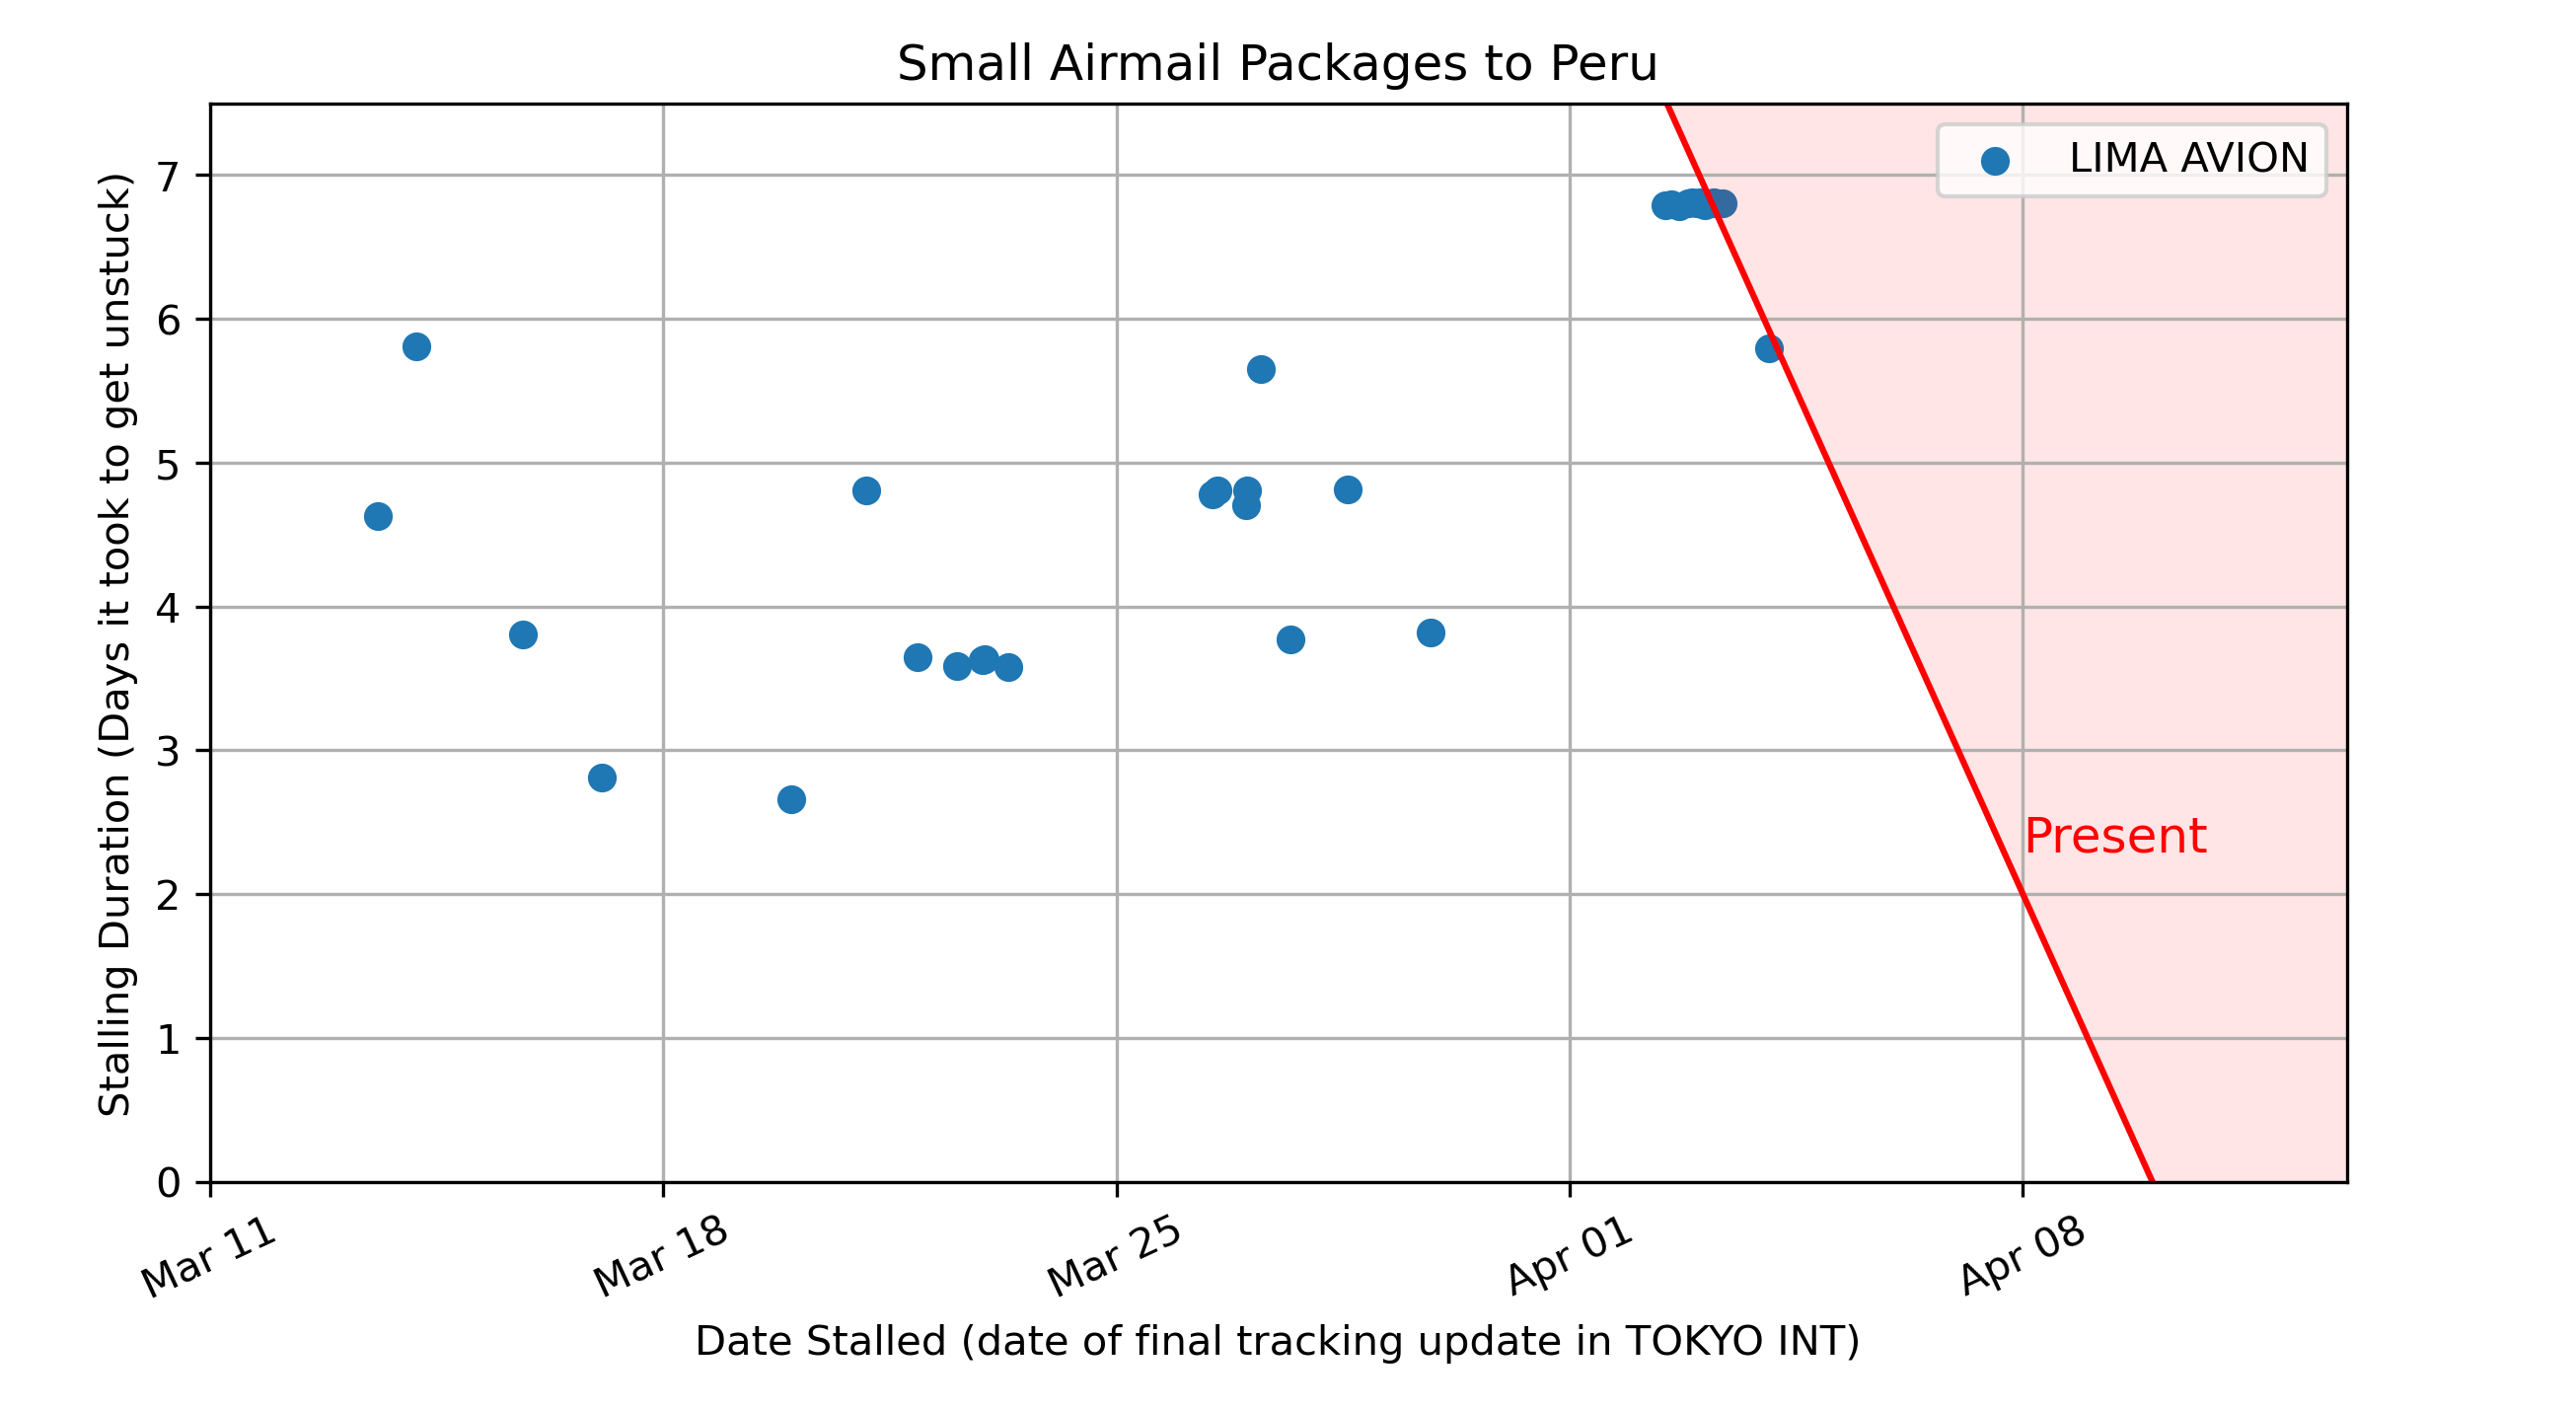 Small Airmail Packages to Peru
LIMA AVION
Stalling Duration (Days it took to get unstuck)
7
6
5
4
3
2
1
0
Present
Mar 11
Mar 18
Mar 25
Apr 01
Apr 08
Date Stalled (date of final tracking update in TOKYO INT)